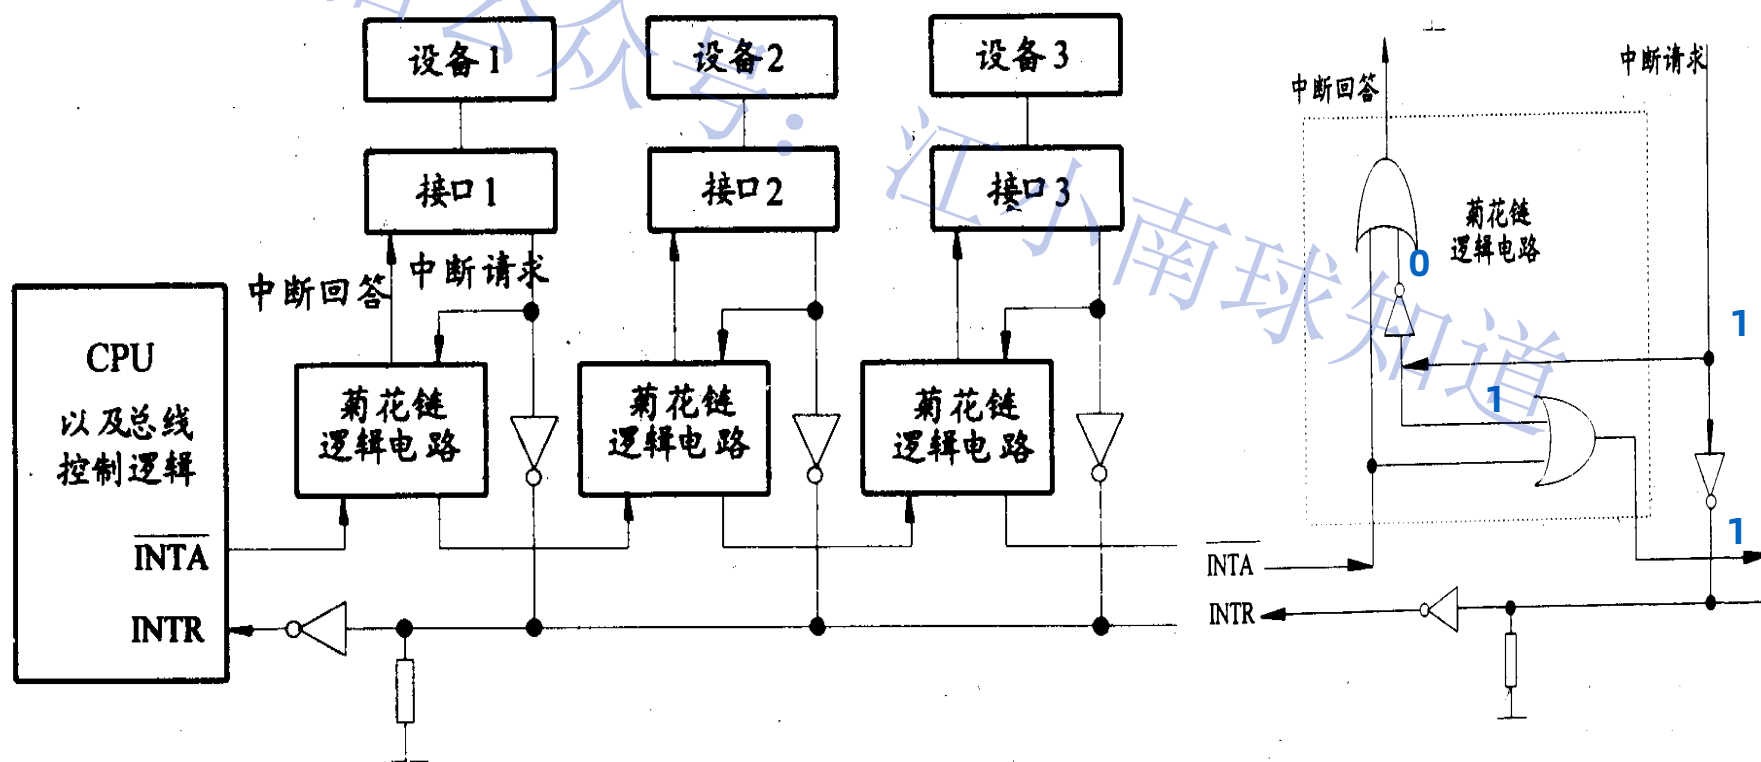 公众号：江小南球知道
设备1
设备2
设备3
接口1
接口2
接口3
中断回答
中断请求
菊花链
逻辑电路
菊花链
逻辑电路
菊花链
逻辑电路
CPU
以及总线
控制逻辑
INTA
INTR
中断回答
中断请求
菊花链
逻辑电路
0
1
1
1
INTA
INTR